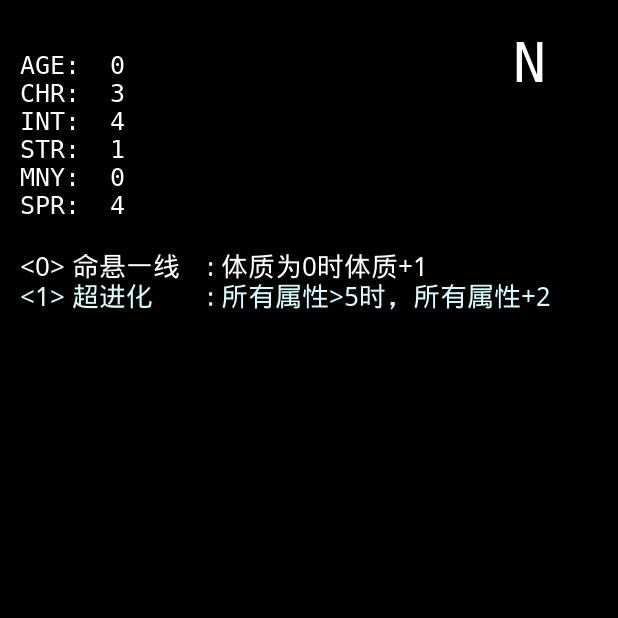 N
AGE: 0
CHR: 3
INT: 4
STR: 1
MNY: 0
SPR: 4
<0> 命悬一线 : 体质为0时体质+1
<1> 超进化 : 所有属性>5时，所有属性+2